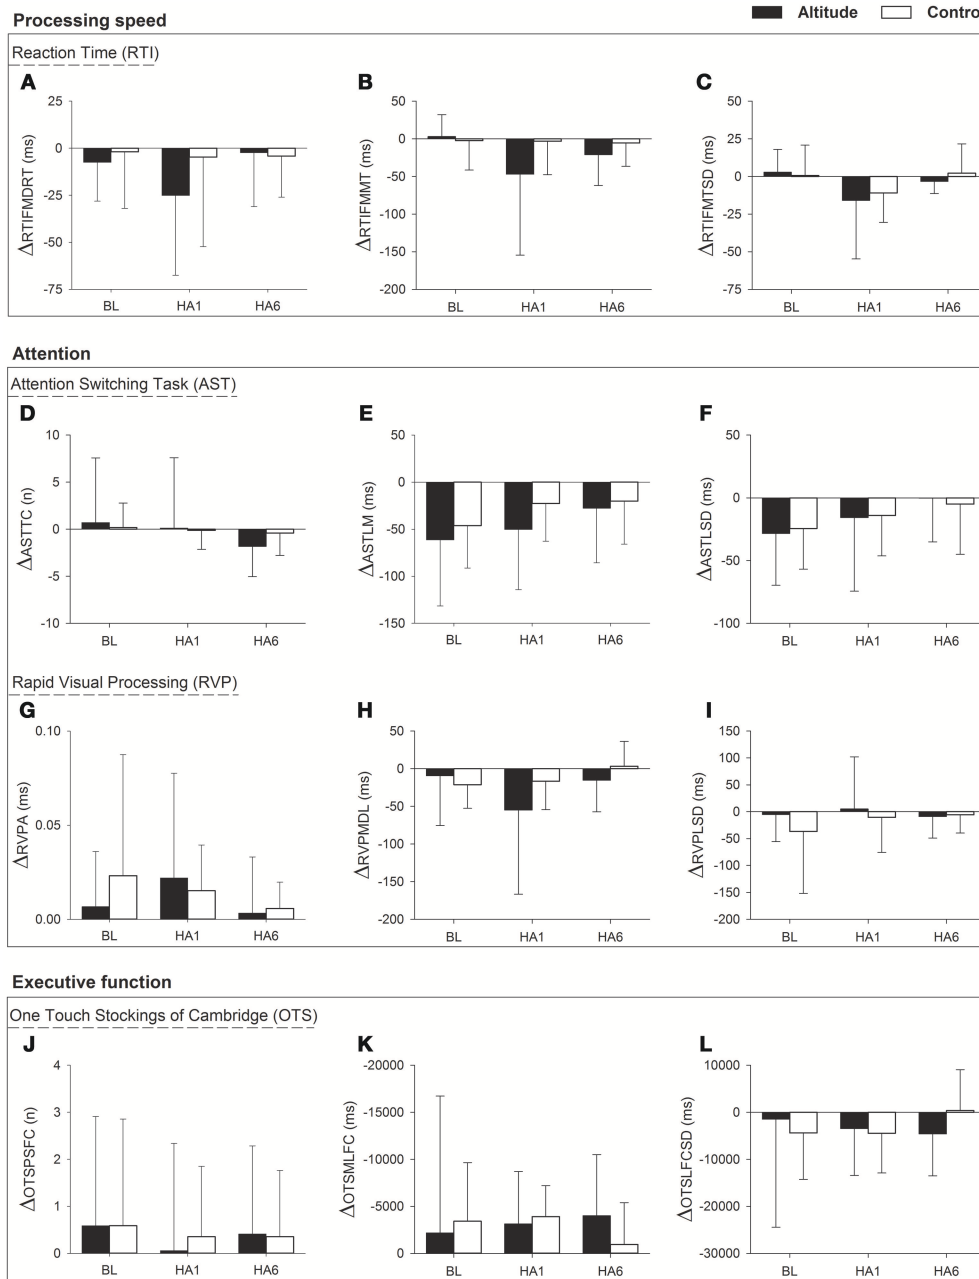 Processing speed
Altitude Contro
Reaction Time (RTI)
A B C
25
0
-25
-50
-75
ΔRTIFMDRT (ms)
BL HA1 HA6
50
0
-50
-100
-150
-200
ΔRTIFMMT (ms)
BL HA1 HA6
50
25
0
-25
-50
-75
ΔRTIFMTSD (ms)
BL HA1 HA6
Attention
Attention Switching Task (AST)
D E F
10
5
0
-5
-10
ΔASTTC (n)
BL HA1 HA6
50
0
-50
-100
-150
ΔASTLM (ms)
BL HA1 HA6
50
0
-50
-100
ΔASTLSD (ms)
BL HA1 HA6
Rapid Visual Processing (RVP)
G H I
0.10
0.05
0.00
ΔRVPA (ms)
BL HA1 HA6
50
0
-50
-100
-150
-200
ΔRVPMDL (ms)
BL HA1 HA6
150
100
50
0
-50
-100
-150
-200
ΔRVPLSD (ms)
BL HA1 HA6
Executive function
One Touch Stockings of Cambridge (OTS)
J K L
4
3
2
1
0
ΔOTSPSFC (n)
BL HA1 HA6
-20000
-15000
-10000
-5000
0
ΔOTSMLFC (ms)
BL HA1 HA6
10000
0
-10000
-20000
-30000
ΔOTSLFCSD (ms)
BL HA1 HA6